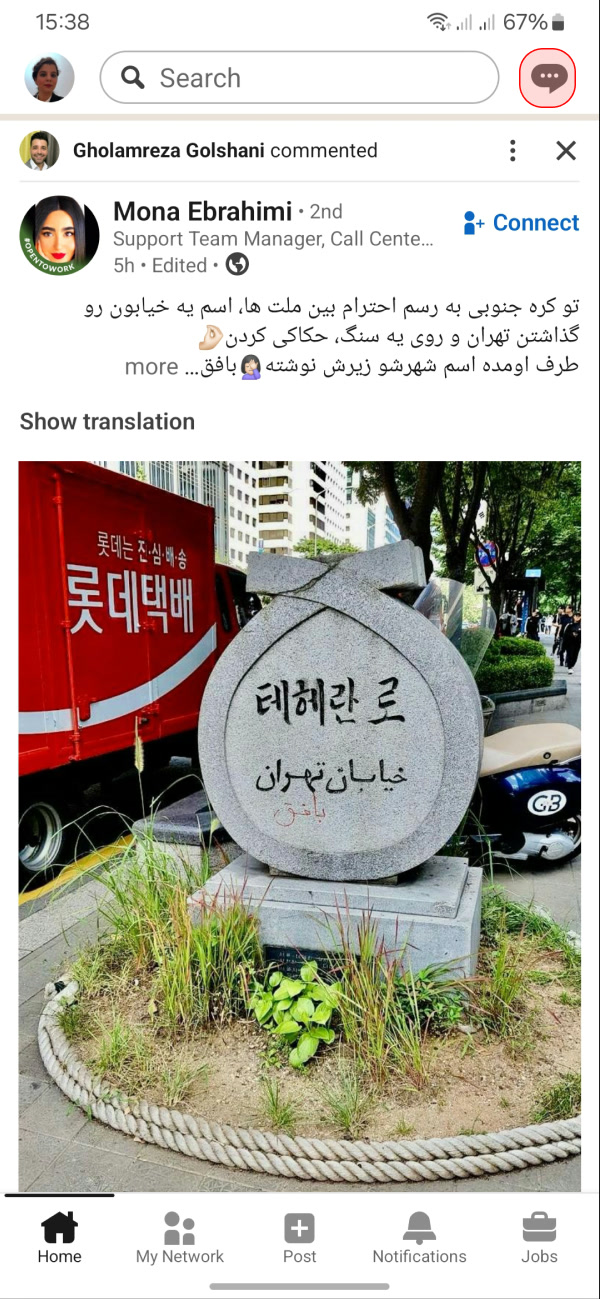 15:38
67%
Search
Gholamreza Golshani commented
Mona Ebrahimi • 2nd
Connect
Support Team Manager, Call Cente...
5h • Edited •
#OPENTOWORK
تو کره جنوبی به رسم احترام بین ملت ها، اسم یه خیابون رو
گذاشتن تهران و روی یه سنگ، حکاکی کردن👌🏻
طرف اومده اسم شهرشو زیرش نوشته🤦🏻‍♀️بافق... more
Show translation
롯데는 진·심·배·송
롯데택배
테헤란로
خیابان تهران
بافق
GB
Home
My Network
Post
Notifications
Jobs